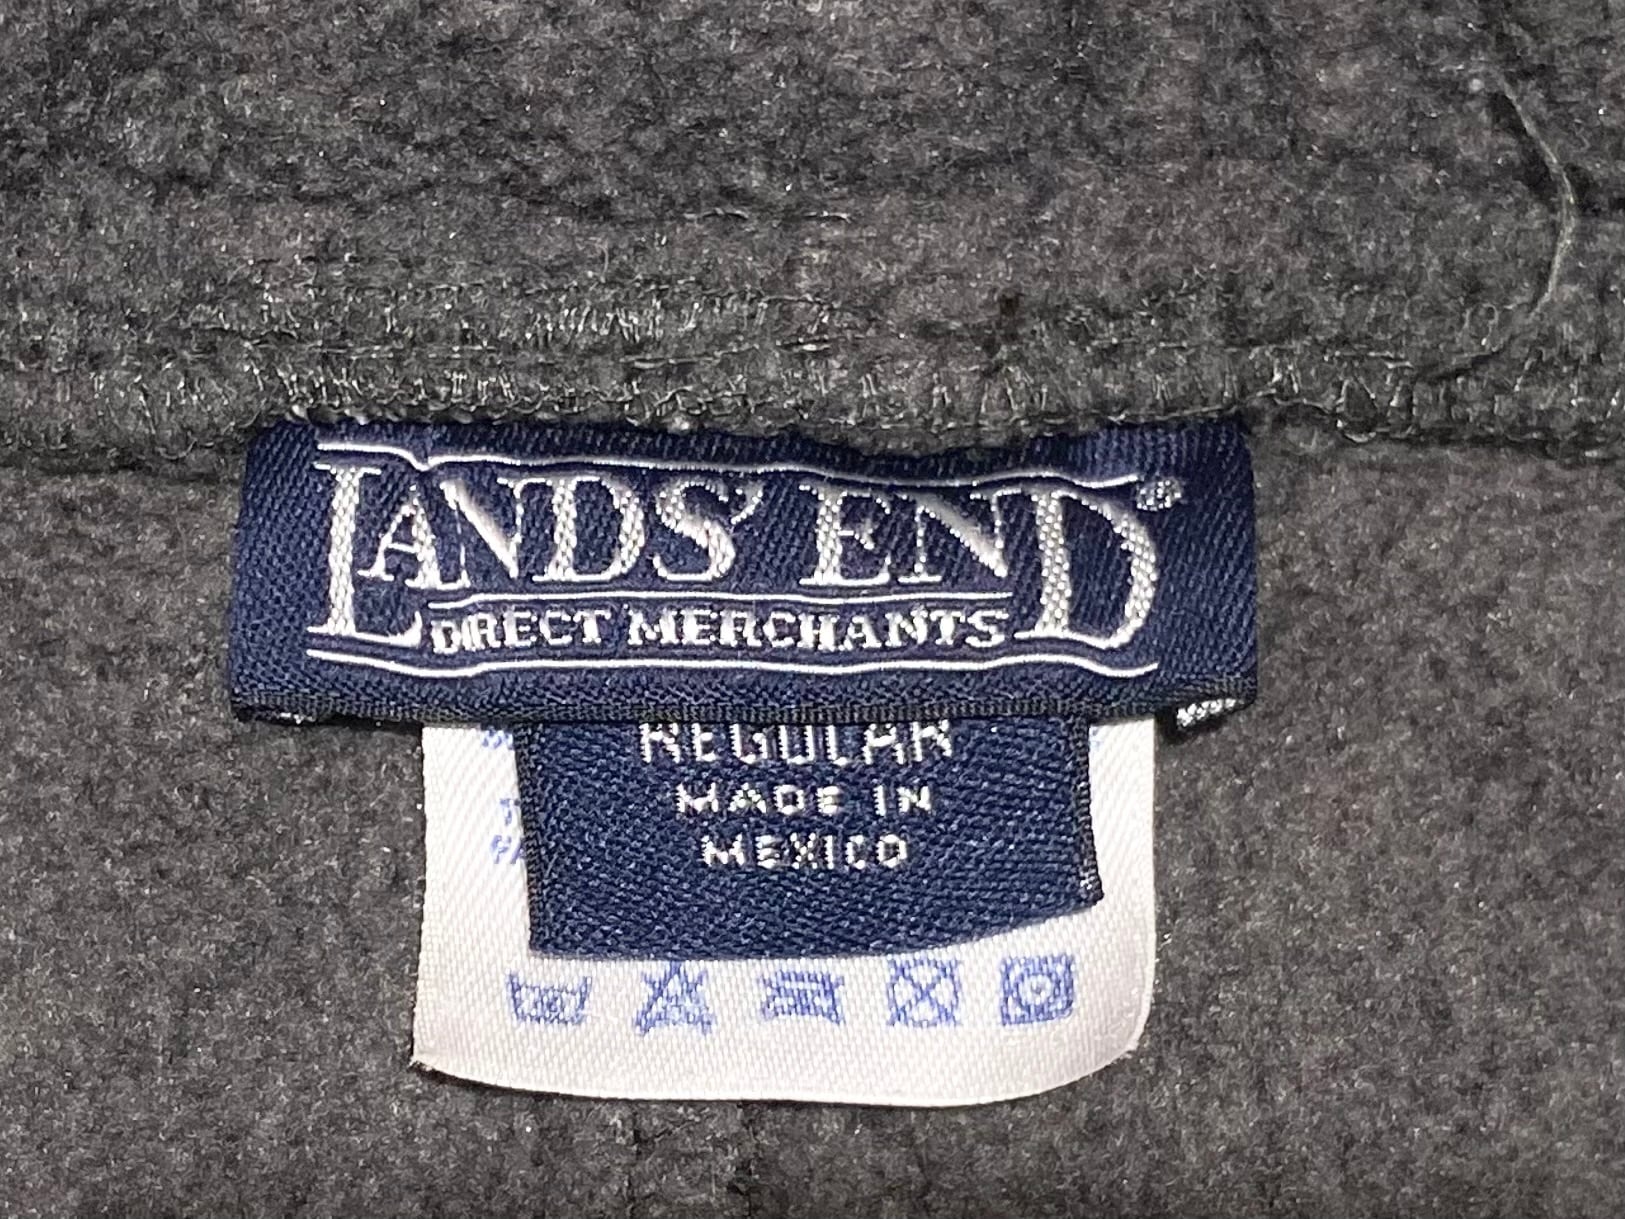 LANDS' END®
DIRECT MERCHANTS
REGULAR
MADE IN
MEXICO